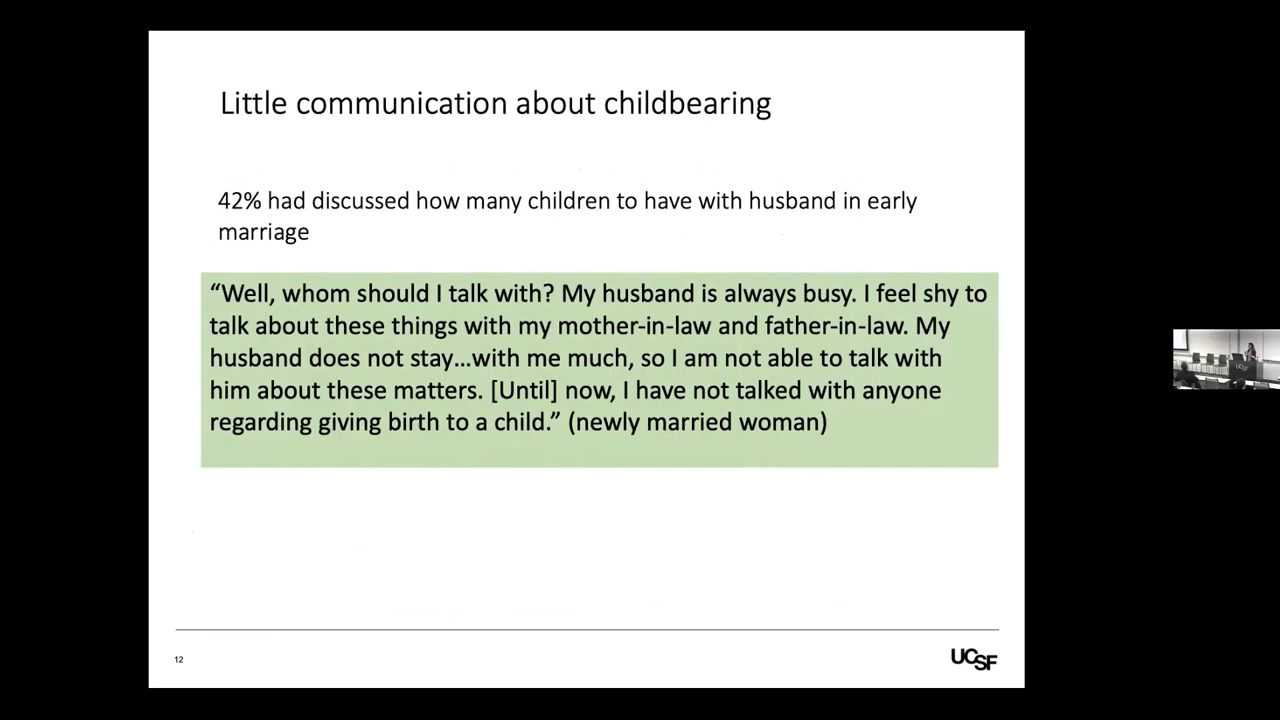 Little communication about childbearing
42% had discussed how many children to have with husband in early
marriage
“Well, whom should I talk with? My husband is always busy. I feel shy to
talk about these things with my mother-in-law and father-in-law. My
husband does not stay…with me much, so I am not able to talk with
him about these matters. [Until] now, I have not talked with anyone
regarding giving birth to a child.” (newly married woman)
12
UCSF
UCSF